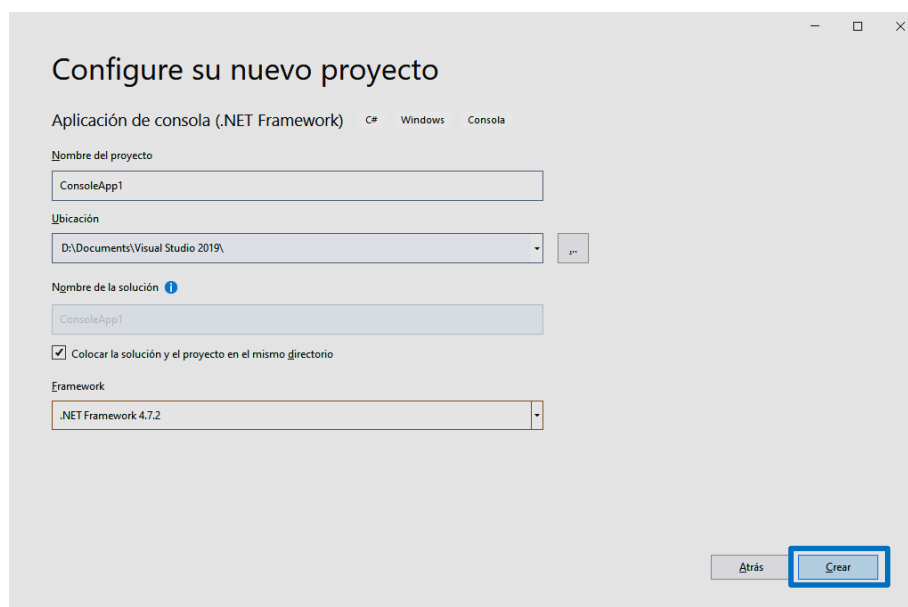 Configure su nuevo proyecto
Aplicación de consola (.NET Framework) C# Windows Consola
Nombre del proyecto
ConsoleApp1
Ubicación
D:\Documents\Visual Studio 2019\
...
Nombre de la solución
ConsoleApp1
Colocar la solución y el proyecto en el mismo directorio
Framework
.NET Framework 4.7.2
Atrás Crear